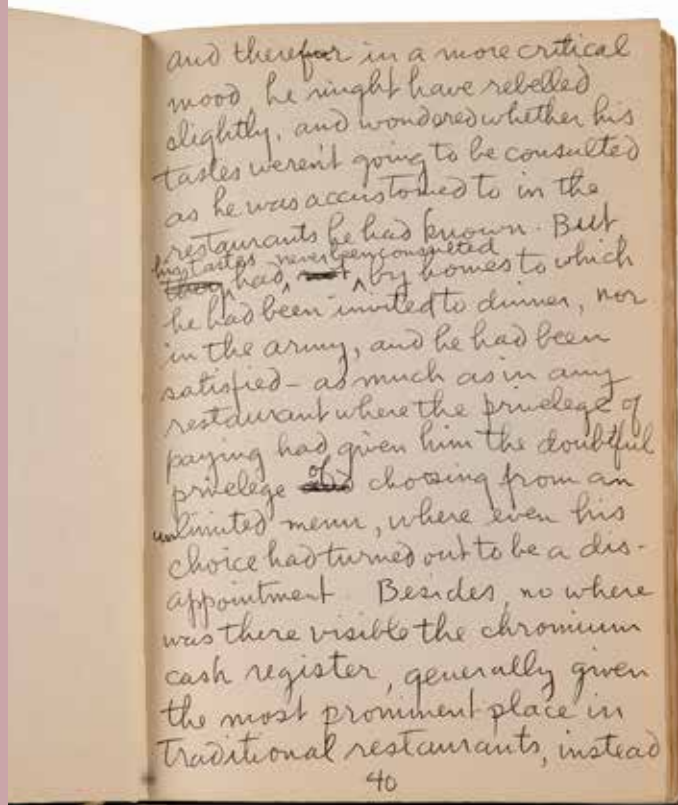 and therefor in a more critical
mood, he might have rebelled
slightly, and wondered whether his
tastes weren't going to be consulted
as he was accustomed to in the
restaurants he had known. But,
his tastes never been consulted
had, by homes to which
he had been invited to dinner, nor
in the army, and he had been
satisfied - as much as in any
restaurant where the privelege of
paying had given him the doubtful
privelege of choosing from an
unlimited menu, where even his
choice had turned out to be a dis-
appointment. Besides, no where
was there visible the chromium
cash register, generally given
the most prominent place in
traditional restaurants, instead
40